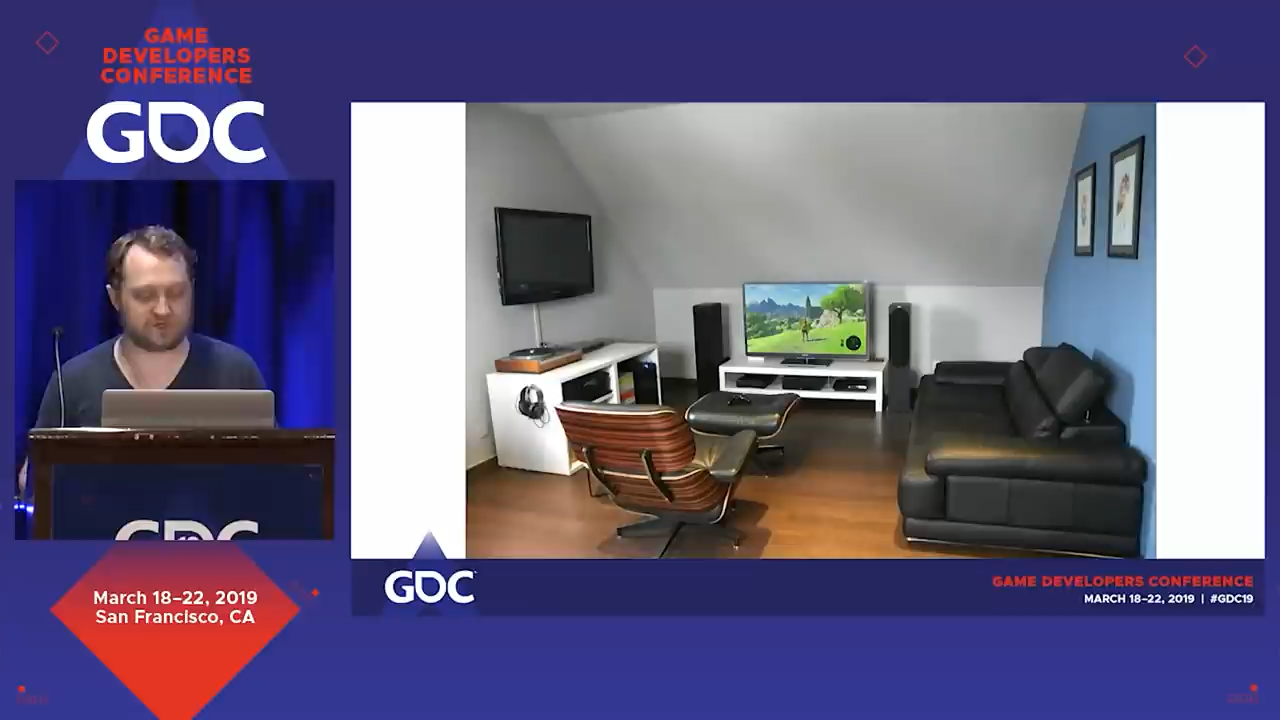 GAME
DEVELOPERS
CONFERENCE
GDC
GDC
March 18–22, 2019
San Francisco, CA
GDC
GAME DEVELOPERS CONFERENCE
MARCH 18–22, 2019 | #GDC19